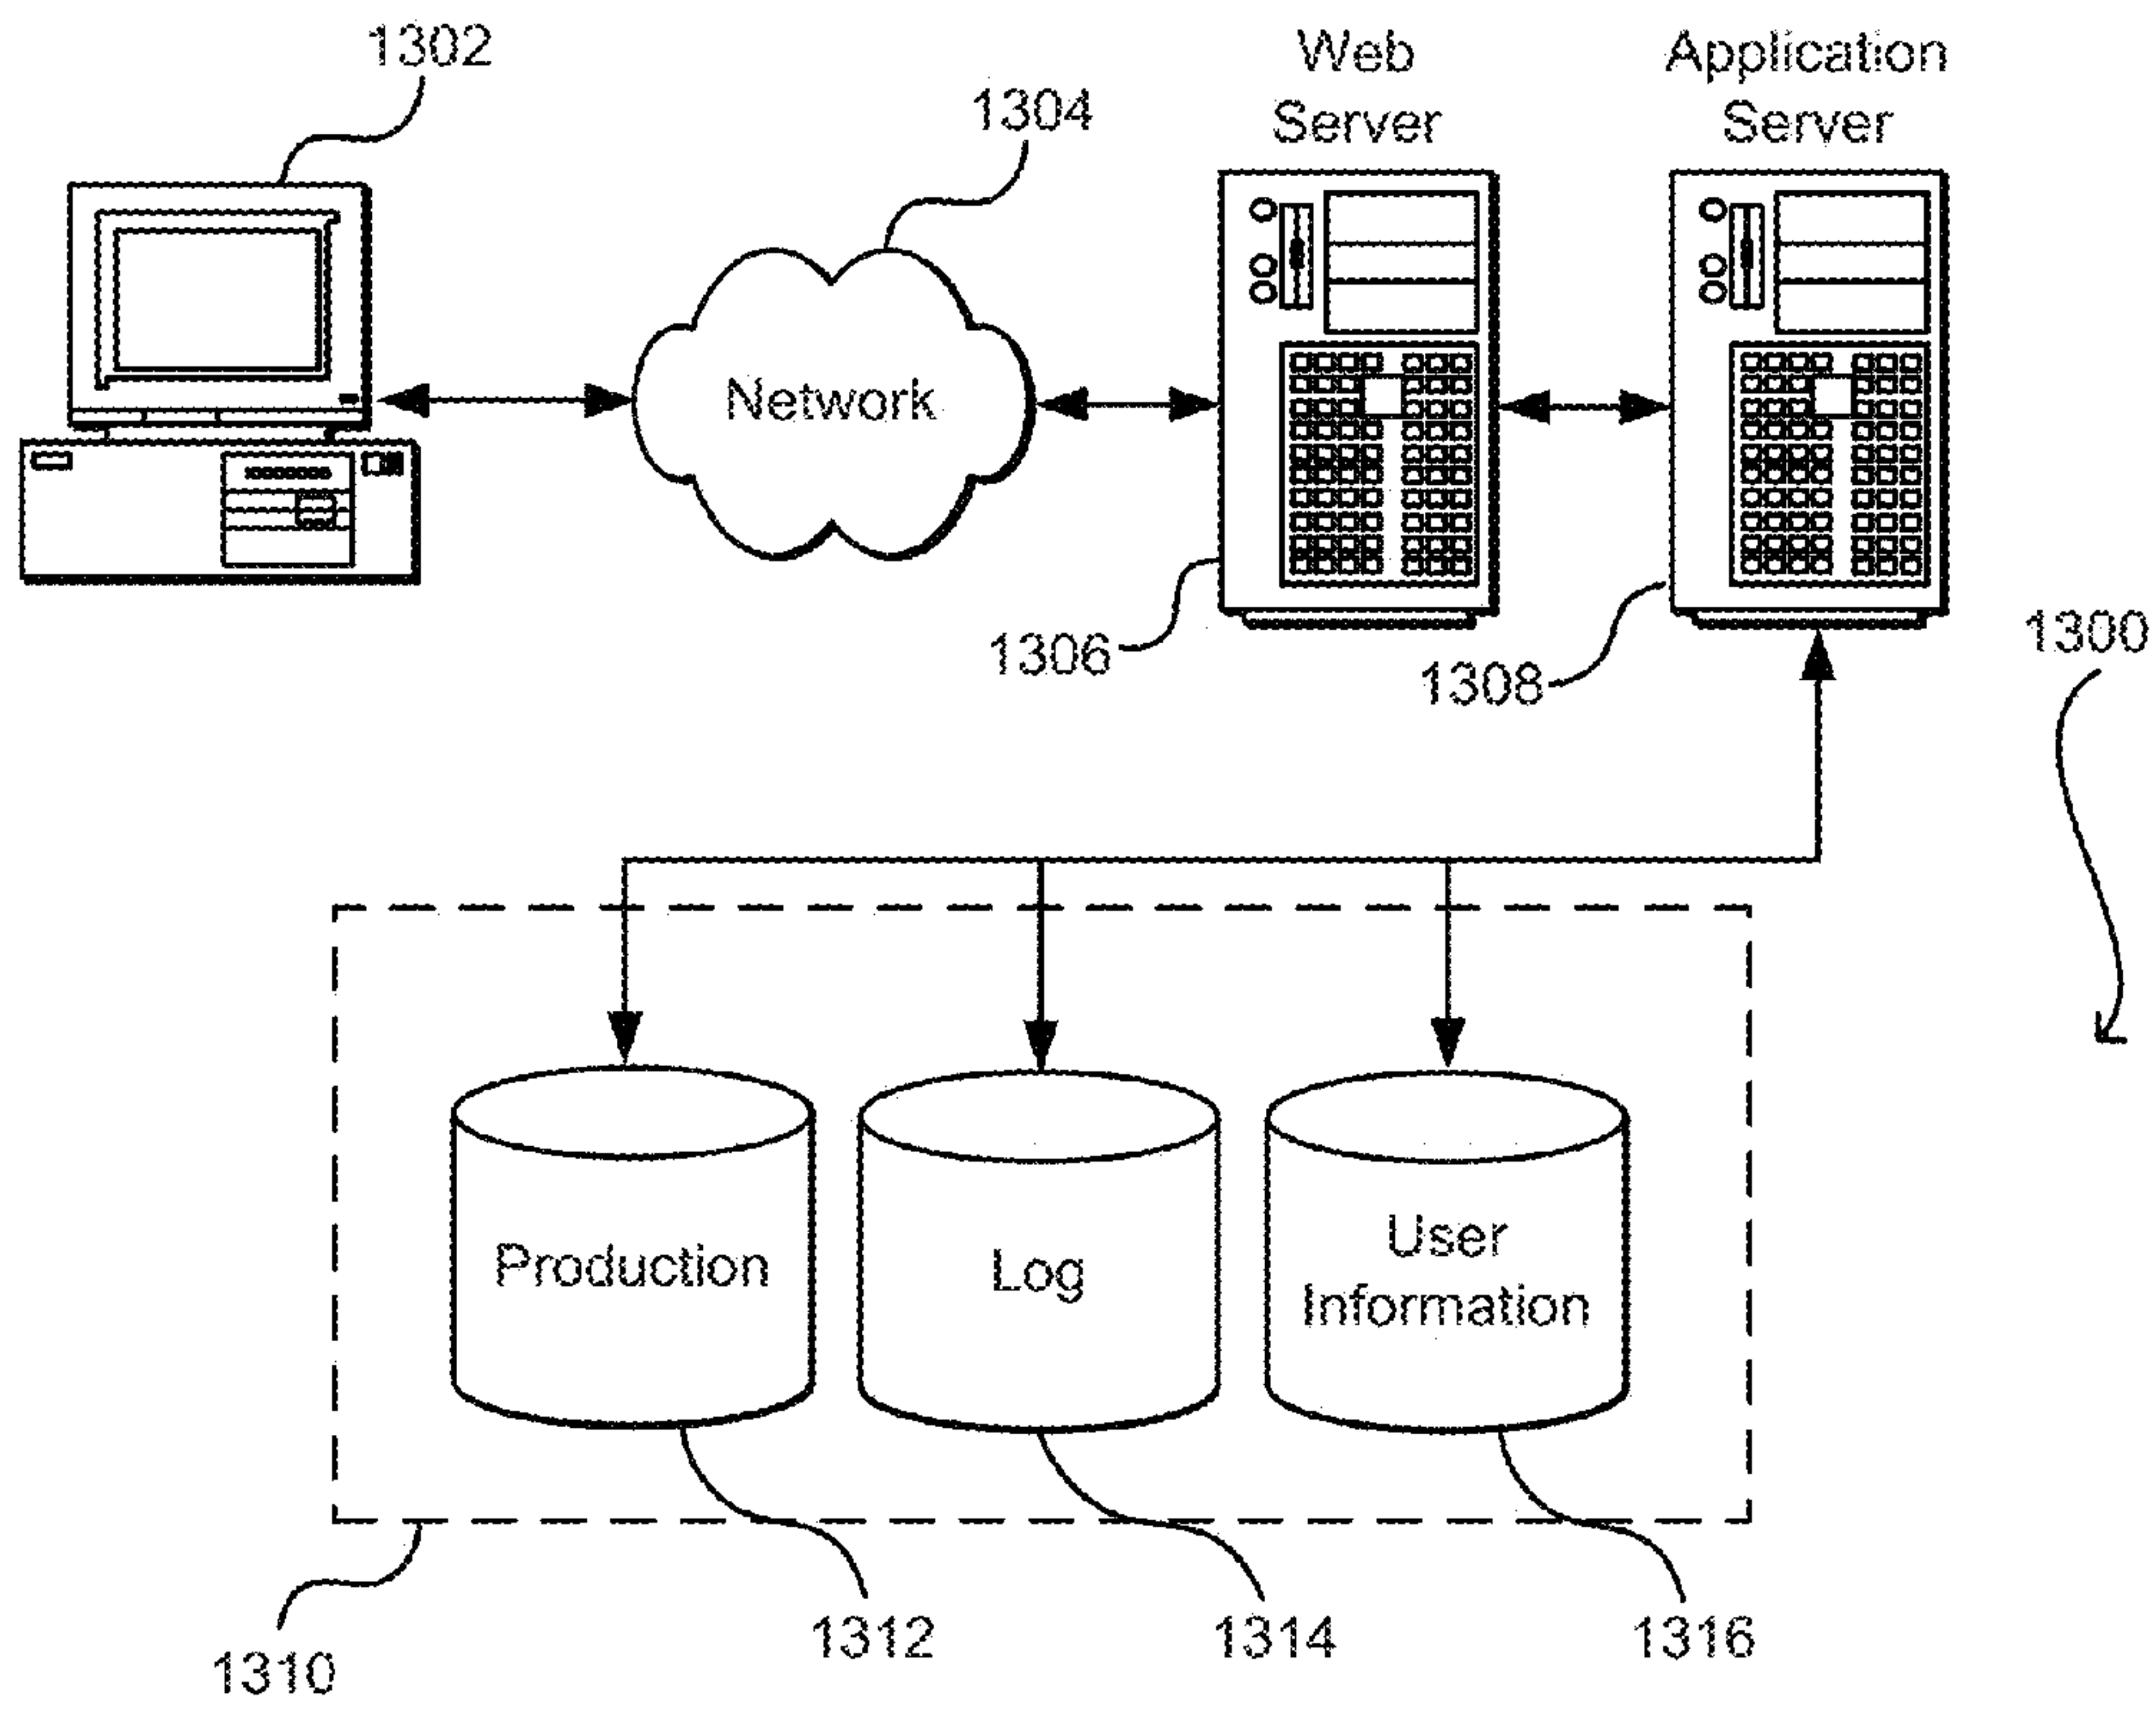 1302
1304
Web
Server
Application
Server
Network
1306
1308
1300
Production
Log
User
Information
1310
1312
1314
1316